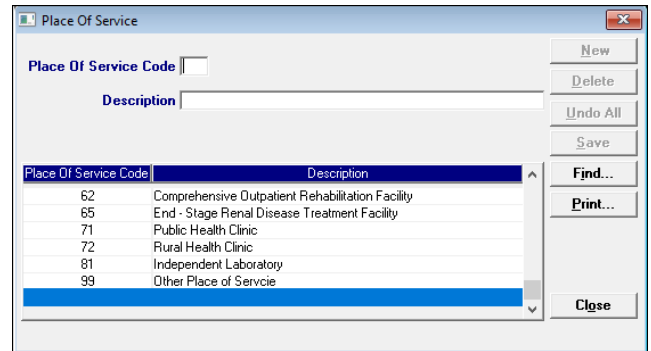 Place Of Service
Place Of Service Code
Description
New
Delete
Undo All
Save
Find...
Print...
Close
Place Of Service Code Description
62 Comprehensive Outpatient Rehabilitation Facility
65 End - Stage Renal Disease Treatment Facility
71 Public Health Clinic
72 Rural Health Clinic
81 Independent Laboratory
99 Other Place of Servcie